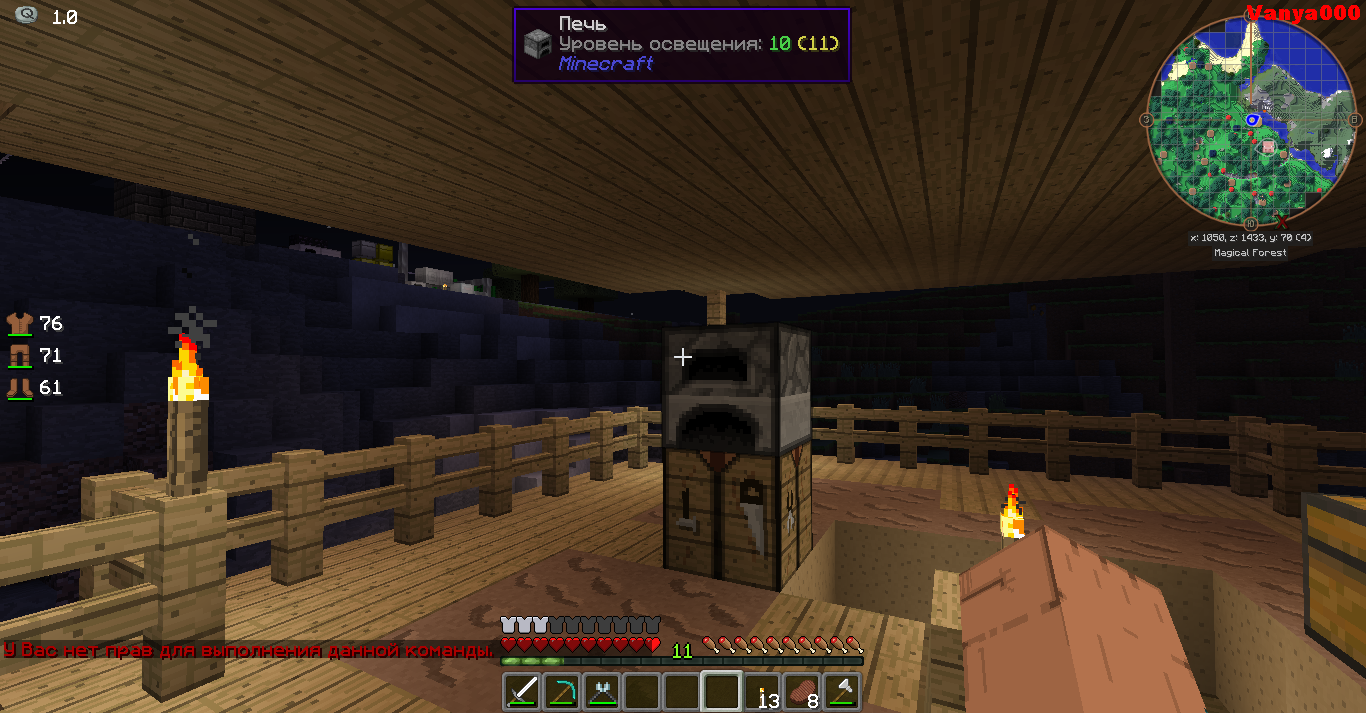 1.0
Печь
Уровень освещения: 10 (11)
Minecraft
Vanya000
З
В
Ю
x: 1050, z: 1433, y: 70 (4)
Magical Forest
76
71
61
У Вас нет прав для выполнения данной команды.
11
13
8